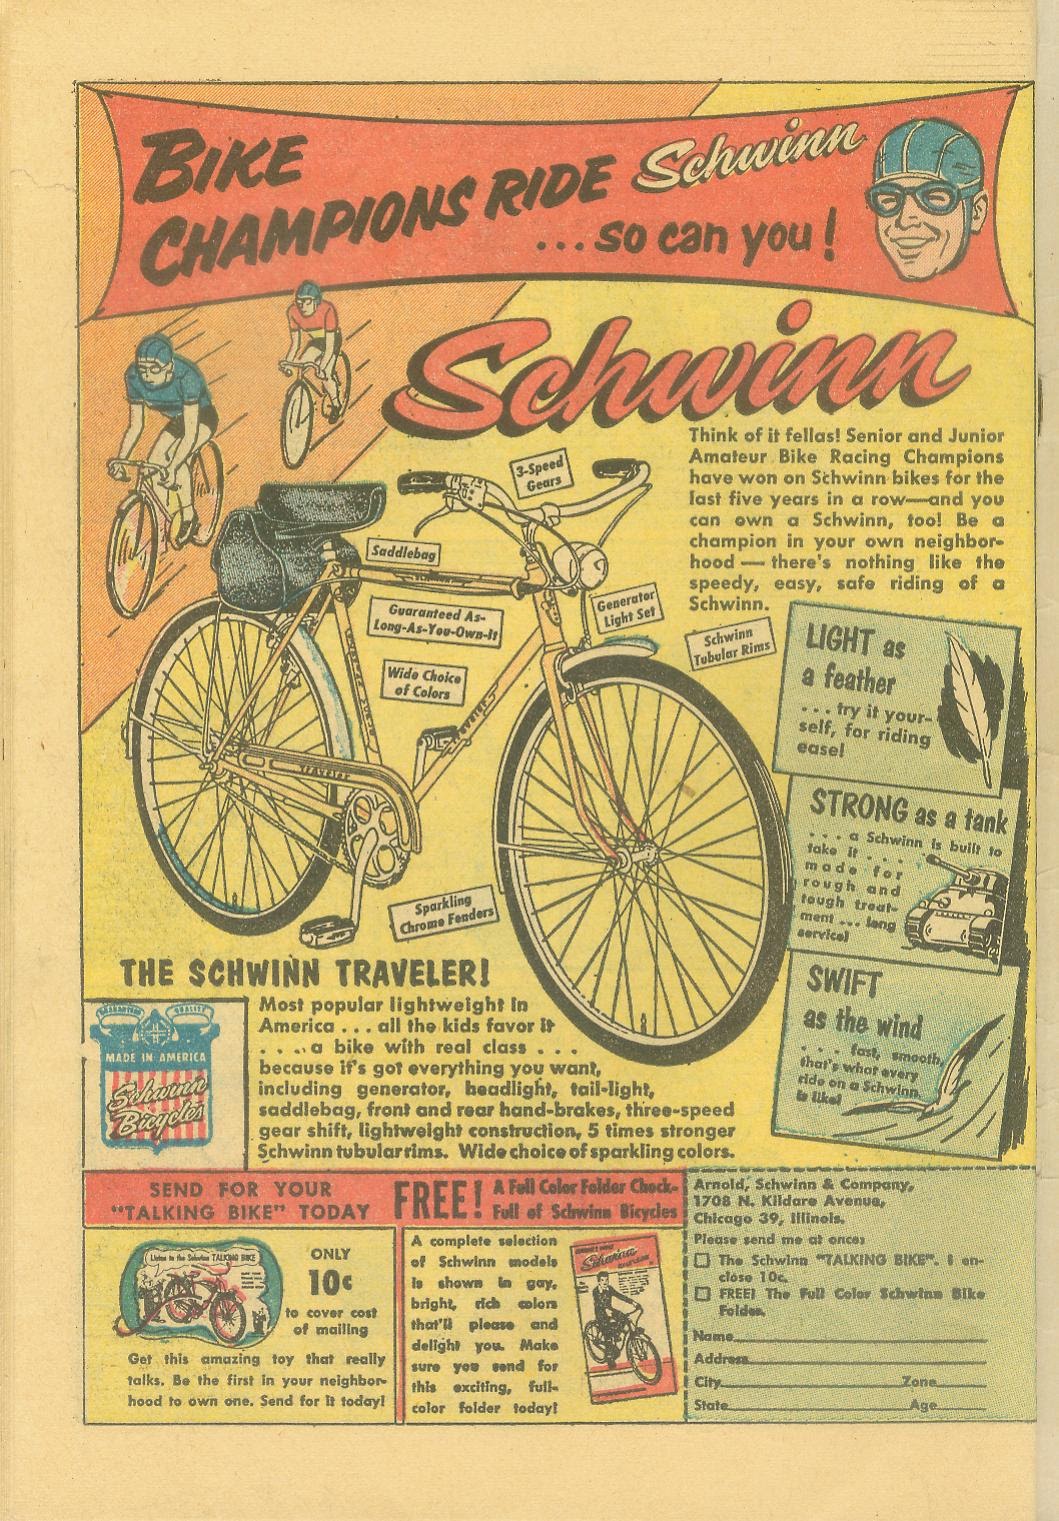 BIKE
CHAMPIONS RIDE Schwinn
...so can you!
Schwinn
Think of it fellas! Senior and Junior
Amateur Bike Racing Champions
have won on Schwinn bikes for the
last five years in a row—and you
can own a Schwinn, too! Be a
champion in your own neighbor-
hood — there's nothing like the
speedy, easy, safe riding of a
Schwinn.
3-Speed
Gears
Saddlebag
Guaranteed As-
Long-As-You-Own-It
Generator
Light Set
Schwinn
Tubular Rims
Wide Choice
of Colors
Traveler
TRAVELER
Sparkling
Chrome Fenders
LIGHT as
a feather
. . . try it your-
self, for riding
ease!
STRONG as a tank
. . . a Schwinn is built to
take it . . .
made for
rough and
tough treat-
ment ... long
service!
SWIFT
as the wind
. . . . fast, smooth,
that's what every
ride on a Schwinn
is like!
THE SCHWINN TRAVELER!
Most popular lightweight in
America . . . all the kids favor it
. . . . a bike with real class . . .
because it's got everything you want,
including generator, headlight, tail-light,
saddlebag, front and rear hand-brakes, three-speed
gear shift, lightweight construction, 5 times stronger
Schwinn tubular rims. Wide choice of sparkling colors.
GUARANTEED QUALITY
MADE IN AMERICA
Schwinn
Bicycles
SEND FOR YOUR
"TALKING BIKE" TODAY
Listen to the Schwinn TALKING BIKE
ONLY
10¢
to cover cost
of mailing
Get this amazing toy that really
talks. Be the first in your neighbor-
hood to own one. Send for it today!
FREE! A Full Color Folder Chock-
Full of Schwinn Bicycles
A complete selection
of Schwinn models
is shown in gay,
bright, rich colors
that'll please and
delight you. Make
sure you send for
this exciting, full-
color folder today!
Schwinn
Arnold, Schwinn & Company,
1708 N. Kildare Avenue,
Chicago 39, Illinois.
Please send me at once:
The Schwinn "TALKING BIKE". I en-
close 10c.
FREE! The Full Color Schwinn Bike
Folder.
Name
Address
City Zone
State Age